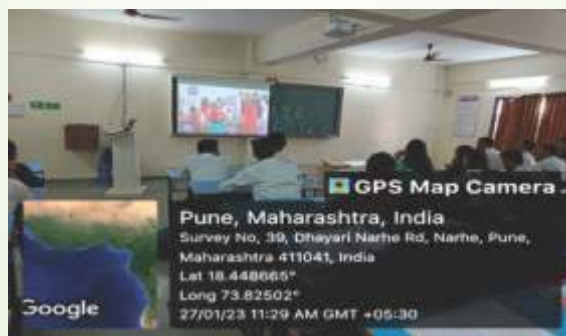 GPS Map Camera
Pune, Maharashtra, India
Survey No, 39, Dhayari Narhe Rd, Narhe, Pune,
Maharashtra 411041, India
Lat 18.448665°
Long 73.82502°
27/01/23 11:29 AM GMT +05:30
Google